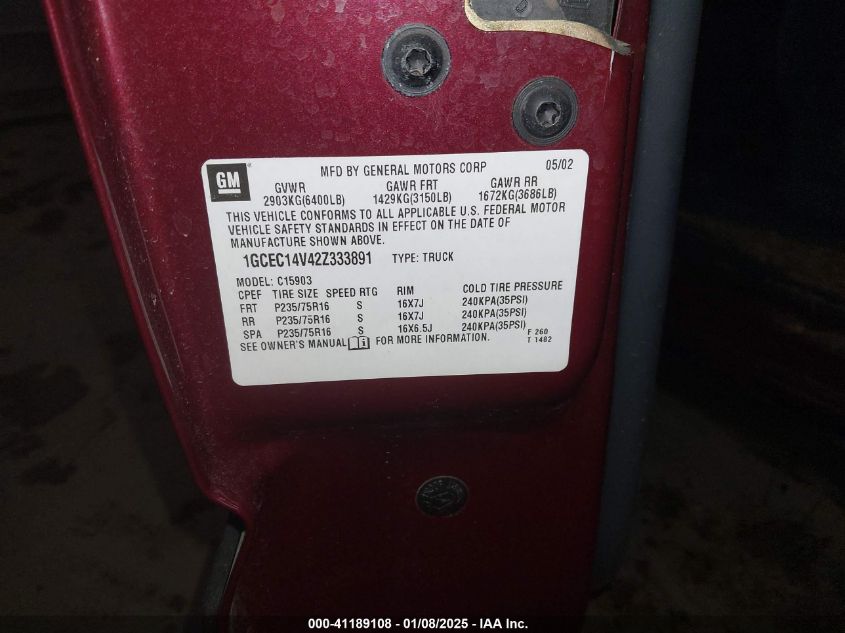 GM
MFD BY GENERAL MOTORS CORP 05/02
GVWR GAWR FRT GAWR RR
2903KG(6400LB) 1429KG(3150LB) 1672KG(3686LB)
THIS VEHICLE CONFORMS TO ALL APPLICABLE U.S. FEDERAL MOTOR
VEHICLE SAFETY STANDARDS IN EFFECT ON THE DATE OF
MANUFACTURE SHOWN ABOVE.
1GCEC14V42Z333891 TYPE: TRUCK
MODEL: C15903
CPEF TIRE SIZE SPEED RTG RIM COLD TIRE PRESSURE
FRT P235/75R16 S 16X7J 240KPA(35PSI)
RR P235/75R16 S 16X7J 240KPA(35PSI)
SPA P235/75R16 S 16X6.5J 240KPA(35PSI)
SEE OWNER'S MANUAL FOR MORE INFORMATION.
F 260
T 1482
000-41189108 - 01/08/2025 - IAA Inc.